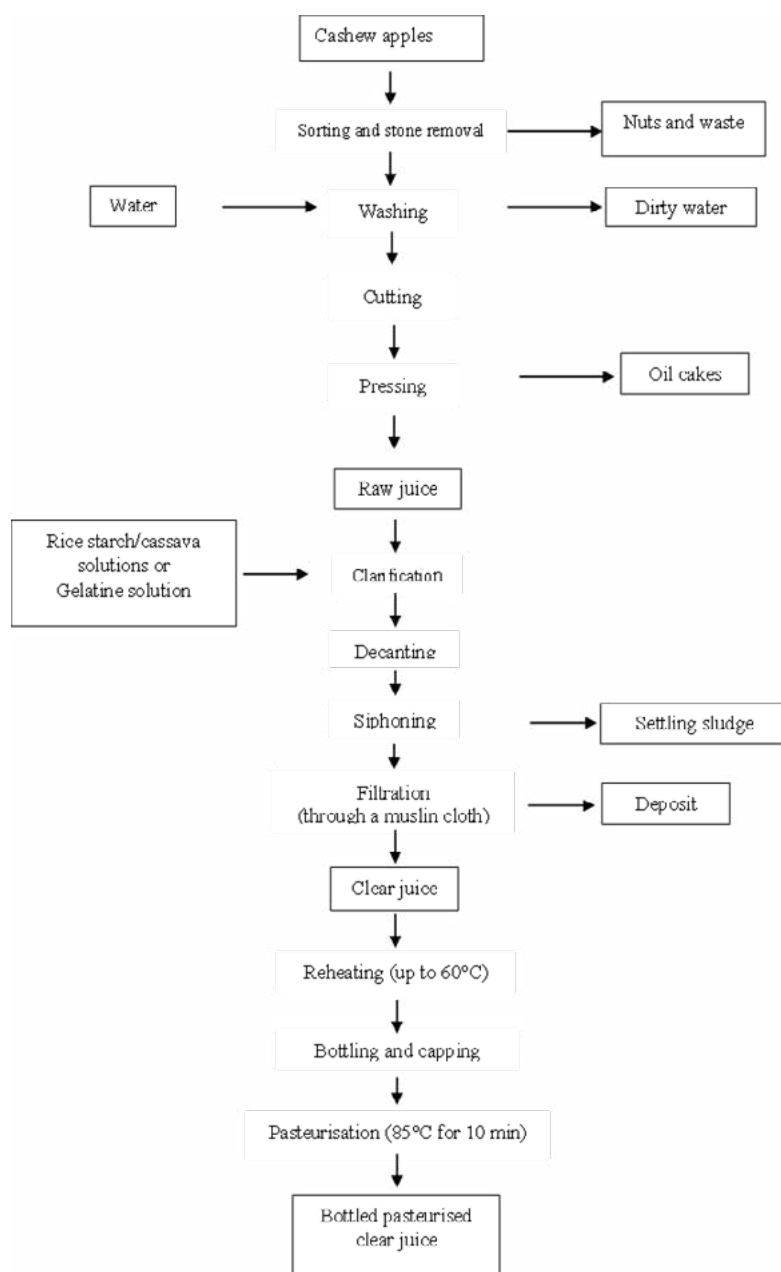 Cashew apples
Sorting and stone removal
Nuts and waste
Water
Washing
Dirty water
Cutting
Pressing
Oil cakes
Raw juice
Rice starch/cassava
solutions or
Gelatine solution
Clarification
Decanting
Siphoning
Settling sludge
Filtration
(through a muslin cloth)
Deposit
Clear juice
Reheating (up to 60°C)
Bottling and capping
Pasteurisation (85°C for 10 min)
Bottled pasteurised
clear juice